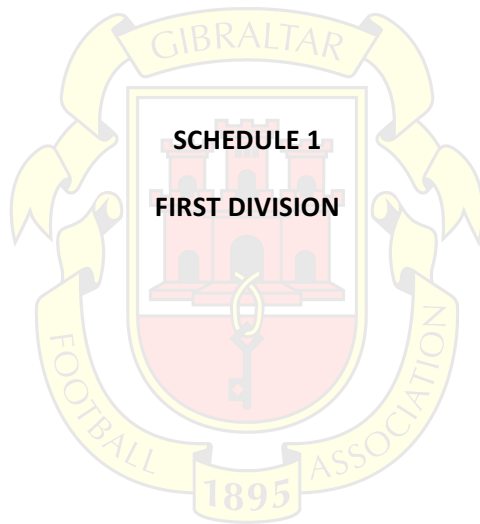 GIBRALTAR
SCHEDULE 1
FIRST DIVISION
FOOTBALL
ASSOCIATION
1895